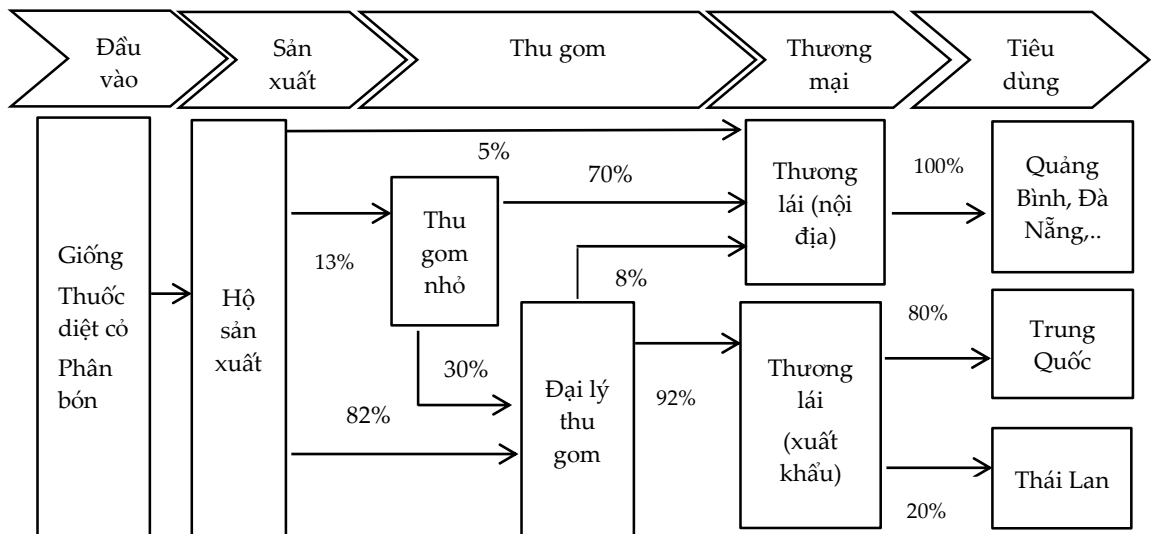 Đầu
vào
Sản
xuất
Thu gom
Thương
mại
Tiêu
dùng
Giống
Thuốc
diệt cỏ
Phân
bón
Hộ
sản
xuất
5%
70%
13%
Thu
gom
nhỏ
8%
30%
82%
Đại lý
thu
gom
92%
Thương
lái (nội
địa)
100%
Quảng
Bình, Đà
Nẵng,..
Thương
lái
(xuất
khẩu)
80%
Trung
Quốc
20%
Thái Lan